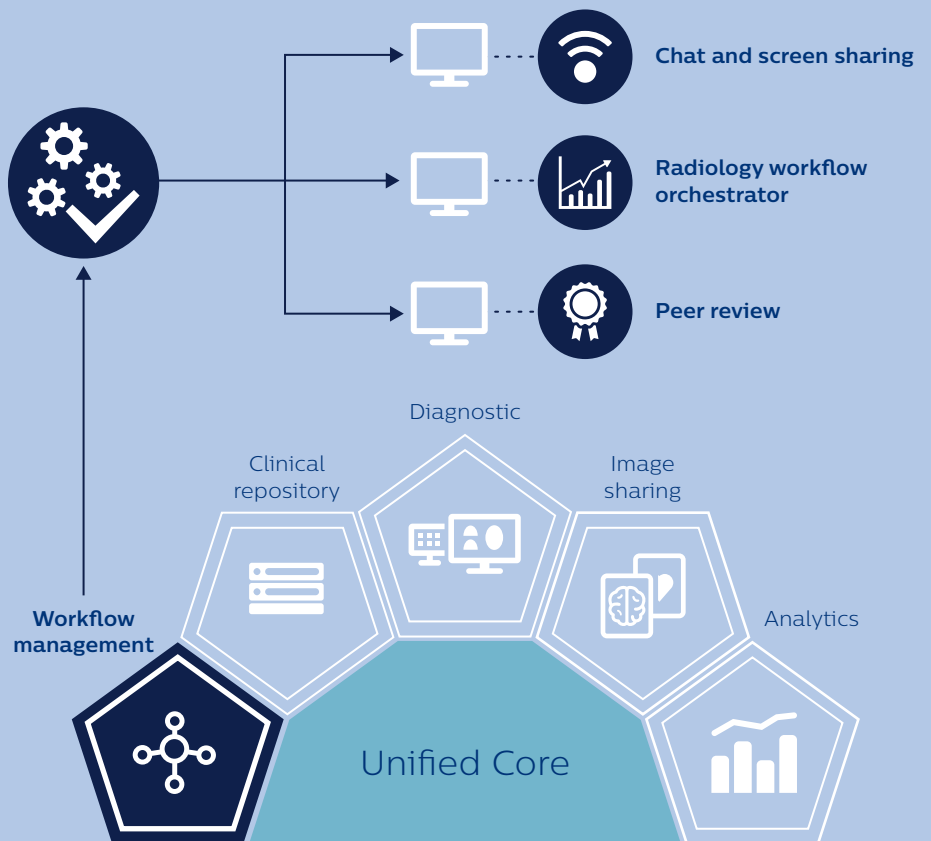 Chat and screen sharing
Radiology workflow
orchestrator
Peer review
Diagnostic
Clinical
repository
Image
sharing
Workflow
management
Analytics
Unified Core